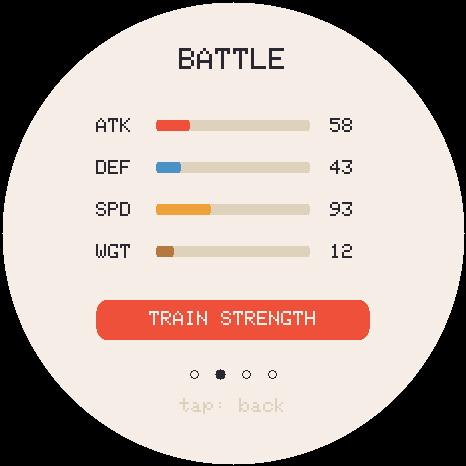 BATTLE
ATK 58
DEF 43
SPD 93
WGT 12
TRAIN STRENGTH
tap: back